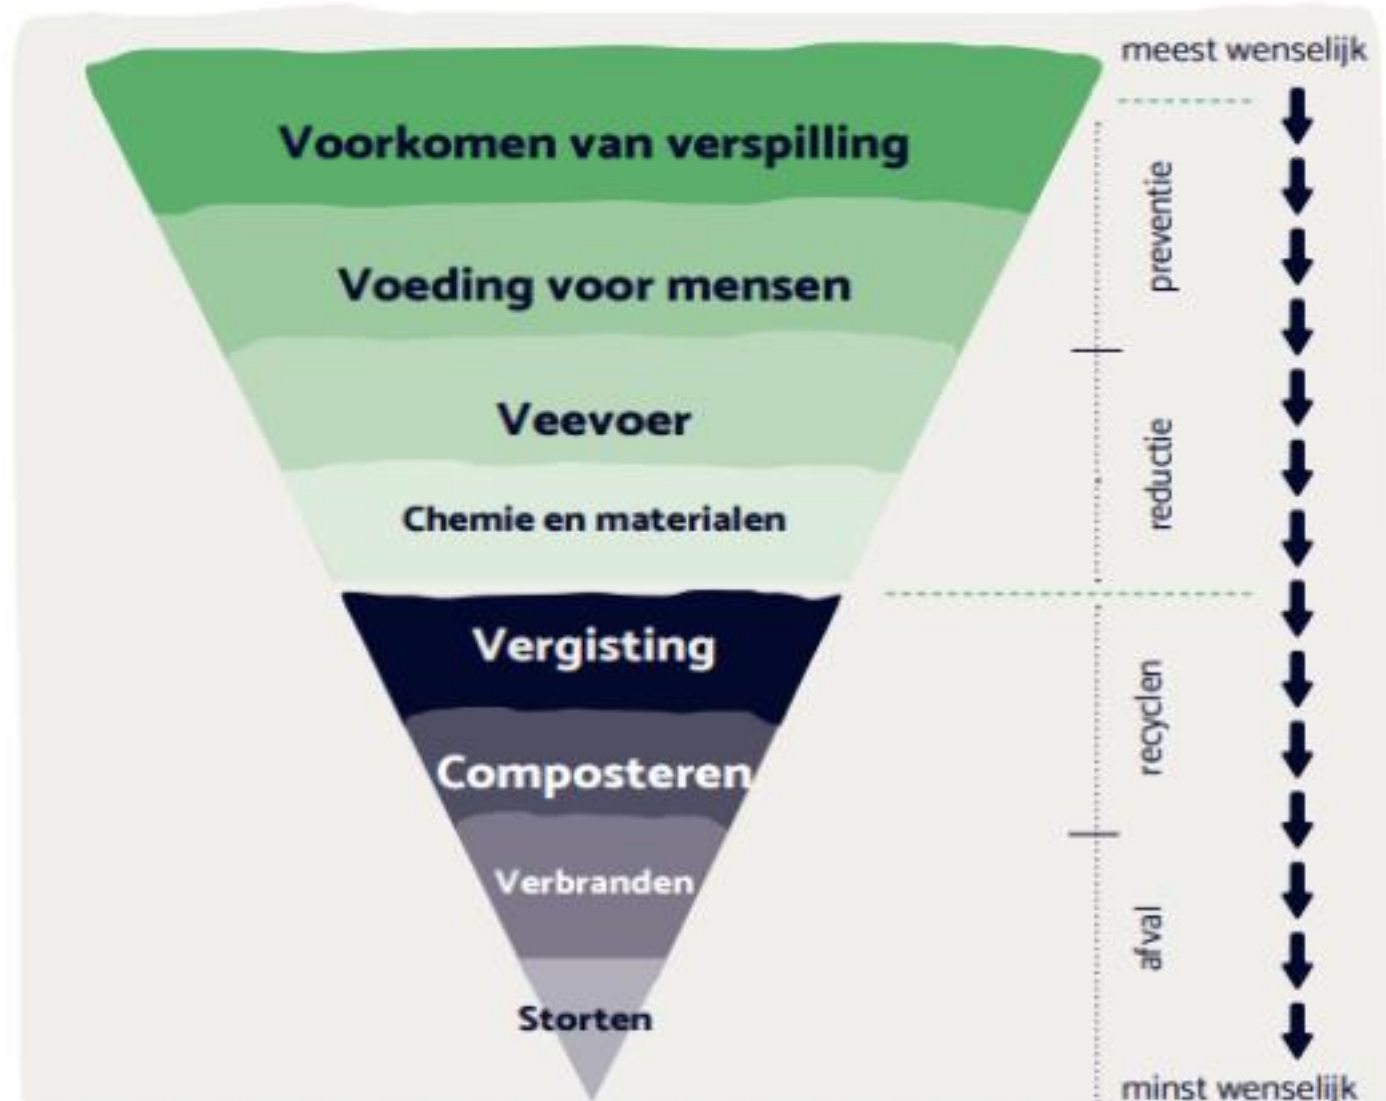 meest wenselijk
Voorkomen van verspilling
Voeding voor mensen
preventie
Veevoer
Chemie en materialen
reductie
Vergisting
Composteren
recyclen
Verbranden
Storten
afval
minst wenselijk